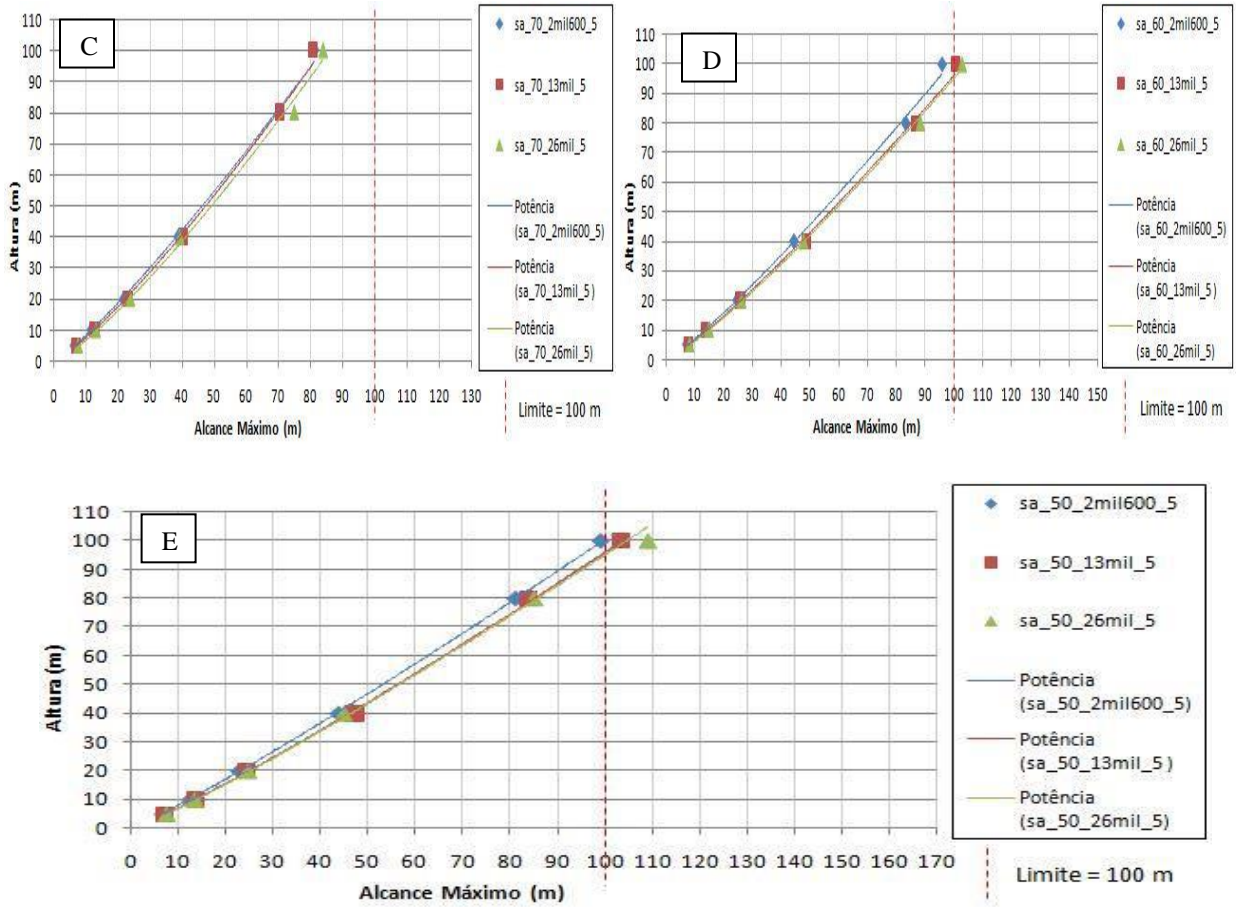 C
Altura (m)
110
100
90
80
70
60
50
40
30
20
10
0
0 10 20 30 40 50 60 70 80 90 100 110 120 130
Alcance Máximo (m)
sa_70_2mil600_5
sa_70_13mil_5
sa_70_26mil_5
Potência
(sa_70_2mil600_5)
Potência
(sa_70_13mil_5)
Potência
(sa_70_26mil_5)
Limite = 100 m
D
Altura (m)
110
100
90
80
70
60
50
40
30
20
10
0
0 10 20 30 40 50 60 70 80 90 100 110 120 130 140 150
Alcance Máximo (m)
sa_60_2mil600_5
sa_60_13mil_5
sa_60_26mil_5
Potência
(sa_60_2mil600_5)
Potência
(sa_60_13mil_5)
Potência
(sa_60_26mil_5)
Limite = 100 m
E
Altura (m)
110
100
90
80
70
60
50
40
30
20
10
0
0 10 20 30 40 50 60 70 80 90 100 110 120 130 140 150 160 170
Alcance Máximo (m)
sa_50_2mil600_5
sa_50_13mil_5
sa_50_26mil_5
Potência
(sa_50_2mil600_5)
Potência
(sa_50_13mil_5 )
Potência
(sa_50_26mil_5)
Limite = 100 m